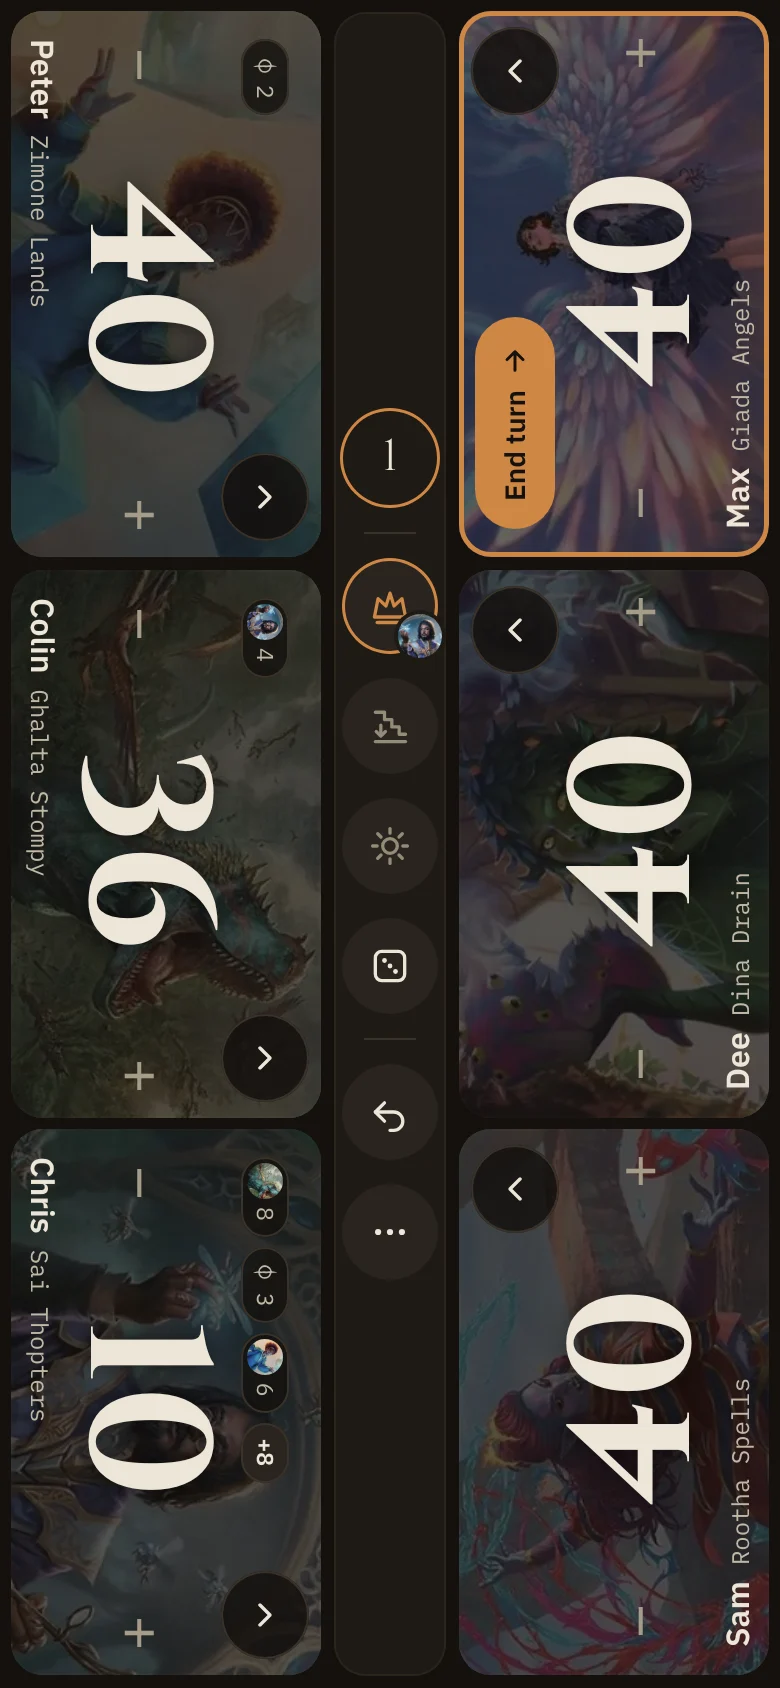 Peter Zimone Lands
2
40
Colin Ghalta Stompy
4
36
Chris Sai Thopters
8
3
6
+8
10
1
Max Giada Angels
40
End turn →
Dee Dina Drain
40
Sam Rootha Spells
40